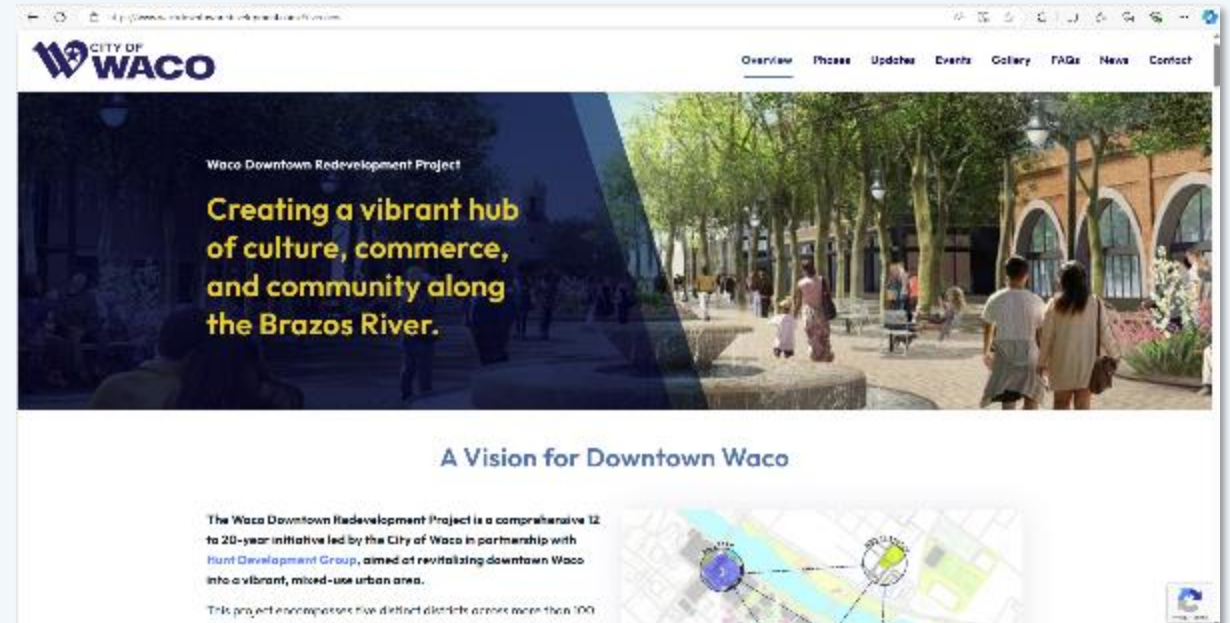 CITY OF
WACO
Overview Phases Updates Events Gallery FAQs News Contact
Waco Downtown Redevelopment Project
Creating a vibrant hub
of culture, commerce,
and community along
the Brazos River.
A Vision for Downtown Waco
The Waco Downtown Redevelopment Project is a comprehensive 12
to 20-year initiative led by the City of Waco in partnership with
Hunt Development Group, aimed at revitalizing downtown Waco
into a vibrant, mixed-use urban area.
This project encompasses five distinct districts across more than 100